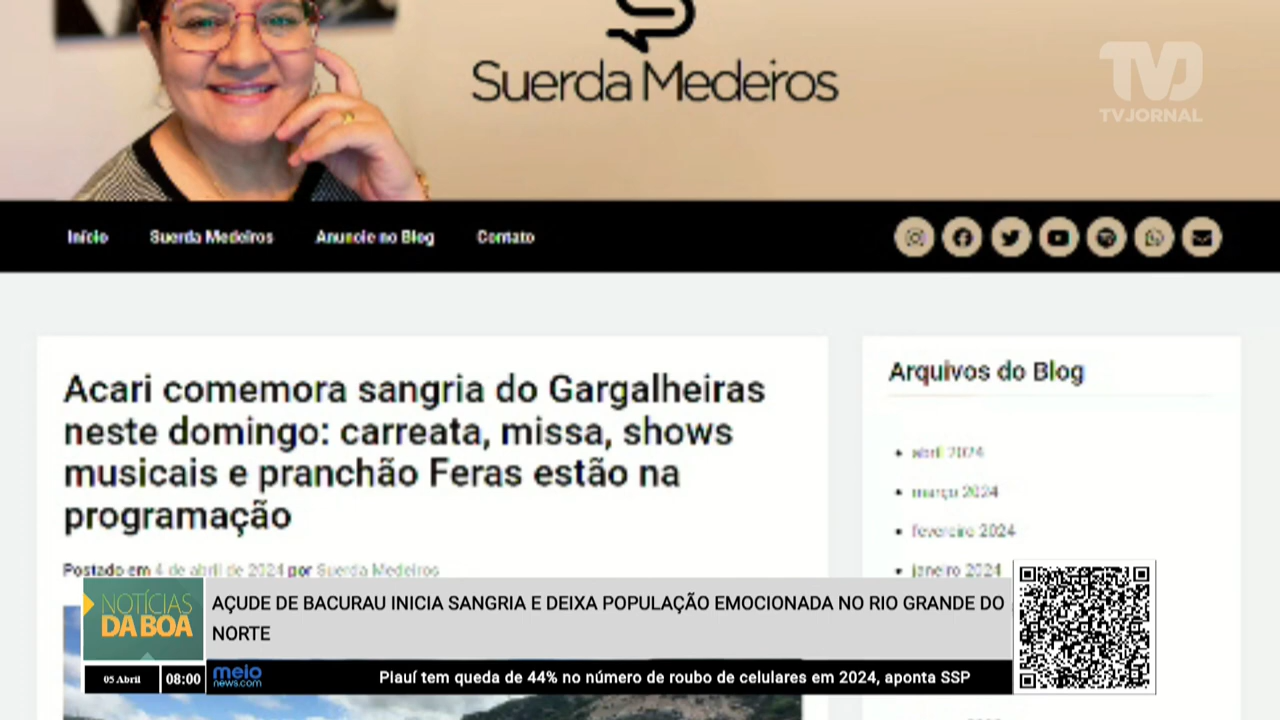 Suerda Medeiros
TVJ
TVJORNAL
Início Suerda Medeiros Anuncie no Blog Contato
Acari comemora sangria do Gargalheiras
neste domingo: carreata, missa, shows
musicais e pranchão Feras estão na
programação
Postado em 4 de abril de 2024 por Suerda Medeiros
Arquivos do Blog
abril 2024
março 2024
fevereiro 2024
janeiro 2024
NOTÍCIAS
DA BOA
AÇUDE DE BACURAU INICIA SANGRIA E DEIXA POPULAÇÃO EMOCIONADA NO RIO GRANDE DO
NORTE
05 Abril 08:00 meio
news.com
Piauí tem queda de 44% no número de roubo de celulares em 2024, aponta SSP